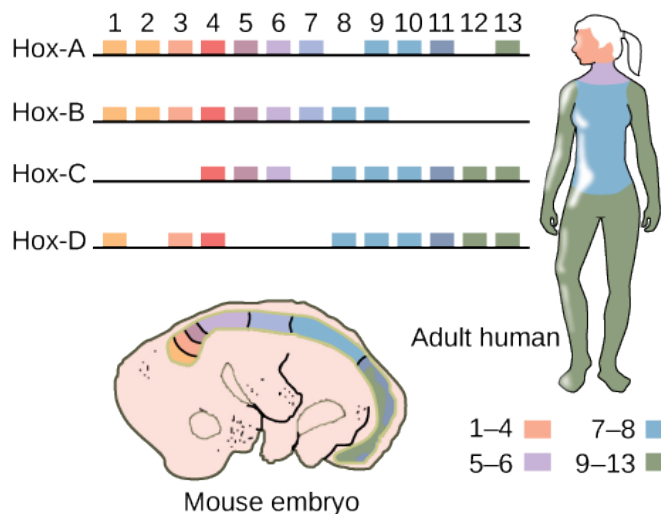 1 2 3 4 5 6 7 8 9 10 11 12 13
Hox-A
Hox-B
Hox-C
Hox-D
Adult human
1–4 7–8
5–6 9–13
Mouse embryo